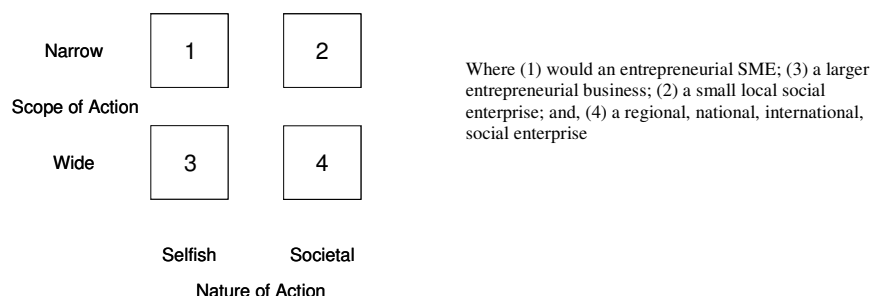 Narrow
1
2
Scope of Action
Wide
3
4
Selfish
Societal
Nature of Action
Where (1) would an entrepreneurial SME; (3) a larger
entrepreneurial business; (2) a small local social
enterprise; and, (4) a regional, national, international,
social enterprise